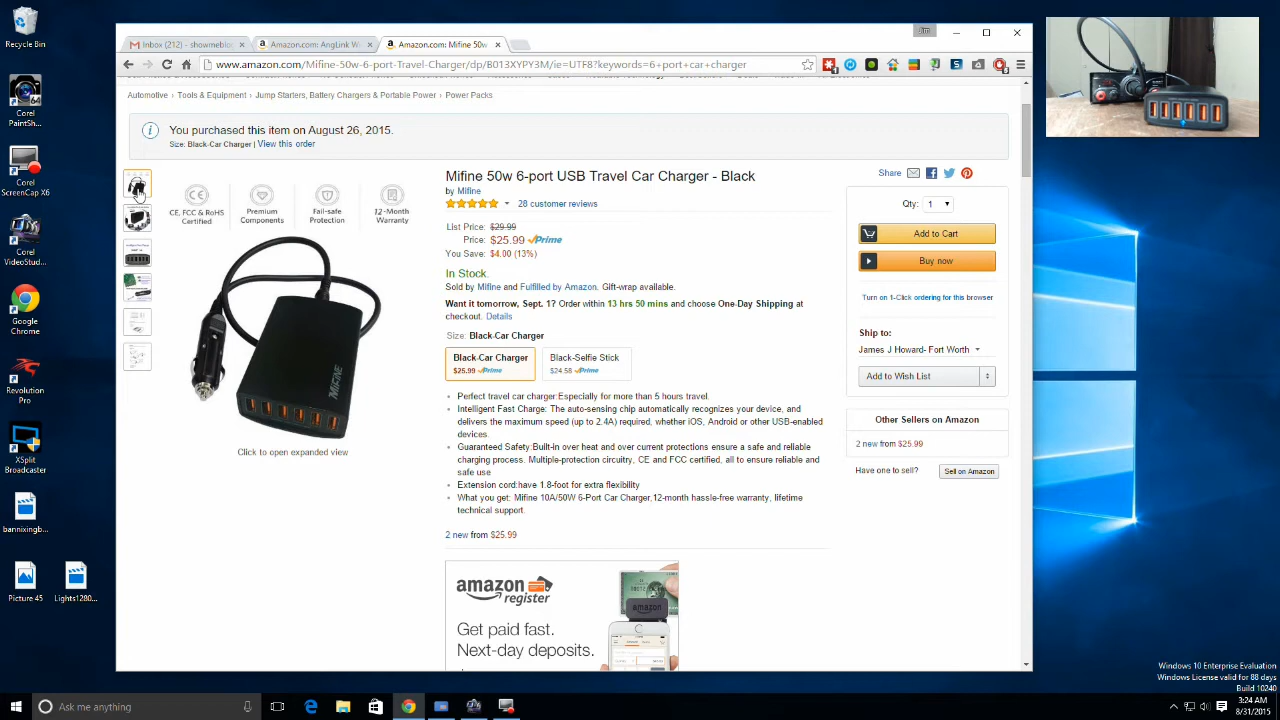 Recycle Bin
Corel PaintSh...
Corel ScreenCap X6
Corel VideoStud...
Google Chrome
Revolution Pro
XSplit Broadcaster
bannixingb...
Picture 45
Lights1280...
Inbox (212) - showmeblog
Amazon.com: AngLink W
Amazon.com: Mifine 50w
Jim
www.amazon.com/Mifine-50w-6-port-Travel-Charger/dp/B013XYPY3M/ie=UTF8?keywords=6+port+car+charger
Automotive › Tools & Equipment › Jump Starters, Battery Chargers & Portable Power › Power Packs
You purchased this item on August 26, 2015.
Size: Black-Car Charger | View this order
CE, FCC & RoHS Certified
Premium Components
Fail-safe Protection
12-Month Warranty
MIFINE
Click to open expanded view
Mifine 50w 6-port USB Travel Car Charger - Black
by Mifine
28 customer reviews
List Price: $29.99
Price: $25.99 Prime
You Save: $4.00 (13%)
In Stock.
Sold by Mifine and Fulfilled by Amazon. Gift-wrap available.
Want it tomorrow, Sept. 1? Order within 13 hrs 50 mins and choose One-Day Shipping at
checkout. Details
Size: Black-Car Charger
Black-Car Charger
$25.99 Prime
Black-Selfie Stick
$24.58 Prime
Perfect travel car charger:Especially for more than 5 hours travel.
Intelligent Fast Charge: The auto-sensing chip automatically recognizes your device, and
delivers the maximum speed (up to 2.4A) required, whether iOS, Android or other USB-enabled
devices.
Guaranteed Safety:Built-in over heat and over current protections ensure a safe and reliable
charging process. Multiple-protection circuitry, CE and FCC certified, all to ensure reliable and
safe use
Extension cord:have 1.8-foot for extra flexibility
What you get: Mifine 10A/50W 6-Port Car Charger,12-month hassle-free warranty, lifetime
technical support.
2 new from $25.99
amazon register
Get paid fast.
Next-day deposits.
amazon
Share
Qty: 1
Add to Cart
Buy now
Turn on 1-Click ordering for this browser
Ship to:
James J Howard- Fort Worth
Add to Wish List
Other Sellers on Amazon
2 new from $25.99
Have one to sell? Sell on Amazon
Windows 10 Enterprise Evaluation
Windows License valid for 88 days
Build 10240
Ask me anything
3:24 AM
8/31/2015